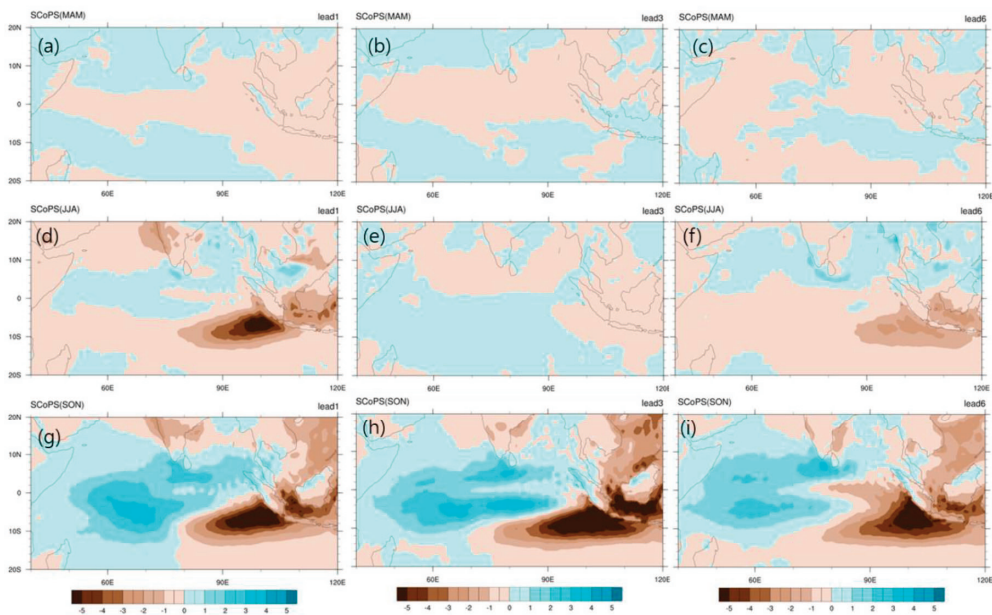 SCoPS(MAM) lead1 SCoPS(MAM) lead3 SCoPS(MAM) lead6
(a) (b) (c)
20N
10N
0
10S
20S
60E 90E 120E 60E 90E 120E 60E 90E 120E
SCoPS(JJA) lead1 SCoPS(JJA) lead3 SCoPS(JJA) lead6
(d) (e) (f)
20N
10N
0
10S
20S
60E 90E 120E 60E 90E 120E 60E 90E 120E
SCoPS(SON) lead1 SCoPS(SON) lead3 SCoPS(SON) lead6
(g) (h) (i)
20N
10N
0
10S
20S
60E 90E 120E 60E 90E 120E 60E 90E 120E
-5 -4 -3 -2 -1 0 1 2 3 4 5 -5 -4 -3 -2 -1 0 1 2 3 4 5 -5 -4 -3 -2 -1 0 1 2 3 4 5